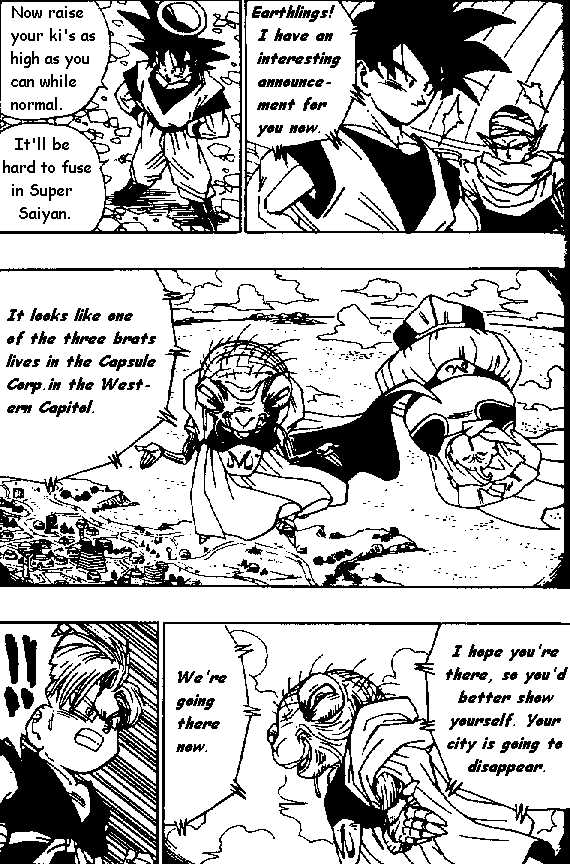 Now raise
your ki's as
high as you
can while
normal.
It'll be
hard to fuse
in Super
Saiyan.
Earthlings!
I have an
interesting
announce-
ment for
you now.
It looks like one
of the three brats
lives in the Capsule
Corp.in the West-
ern Capitol.
!!
We're
going
there
now.
I hope you're
there, so you'd
better show
yourself. Your
city is going to
disappear.